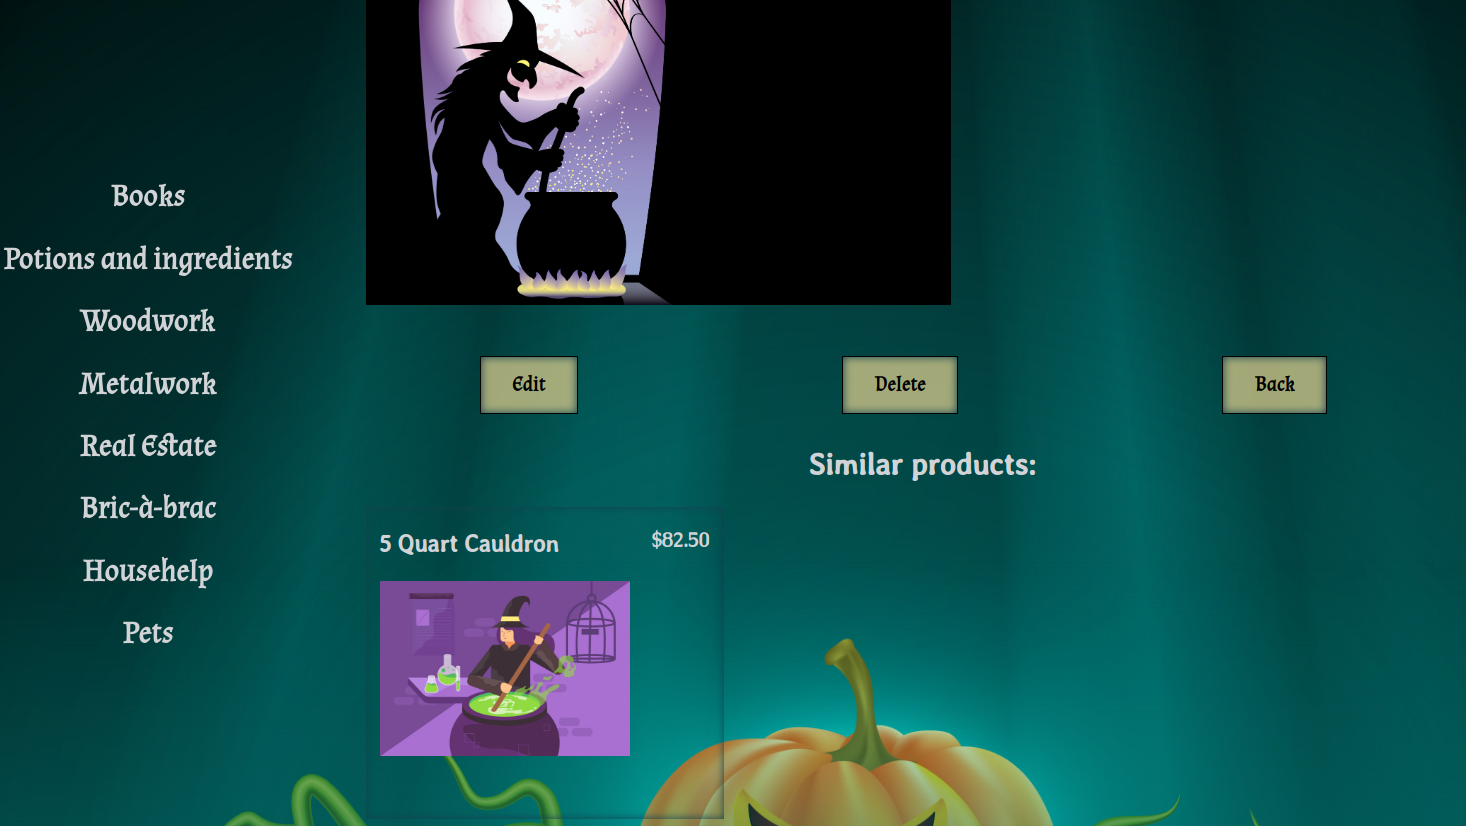 Books
Potions and ingredients
Woodwork
Metalwork
Real Estate
Bric-à-brac
Househelp
Pets
Edit
Delete
Back
Similar products:
5 Quart Cauldron
$82.50